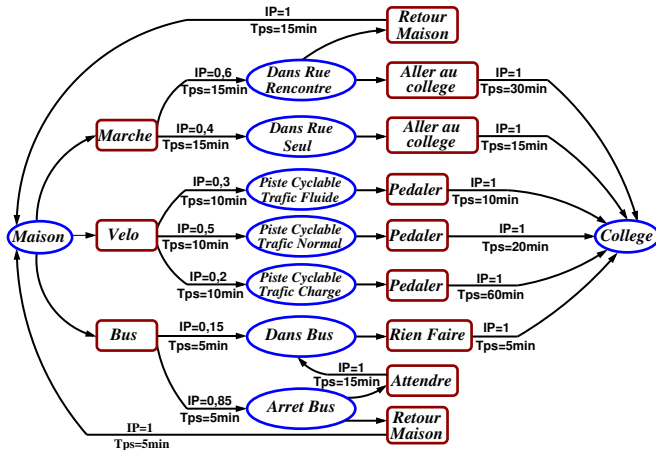 IP=1
Tps=15min
Retour
Maison
IP=0,6
Tps=15min
Dans Rue
Rencontre
Aller au
college
IP=1
Tps=30min
Marche
IP=0,4
Tps=15min
Dans Rue
Seul
Aller au
college
IP=1
Tps=15min
IP=0,3
Tps=10min
Piste Cyclable
Trafic Fluide
Pedaler
IP=1
Tps=10min
Maison
Velo
IP=0,5
Tps=10min
Piste Cyclable
Trafic Normal
Pedaler
IP=1
Tps=20min
College
IP=0,2
Tps=10min
Piste Cyclable
Trafic Charge
Pedaler
IP=1
Tps=60min
Bus
IP=0,15
Tps=5min
Dans Bus
Rien Faire
IP=1
Tps=5min
IP=1
Tps=15min
Attendre
IP=0,85
Tps=5min
Arret Bus
Retour
Maison
IP=1
Tps=5min